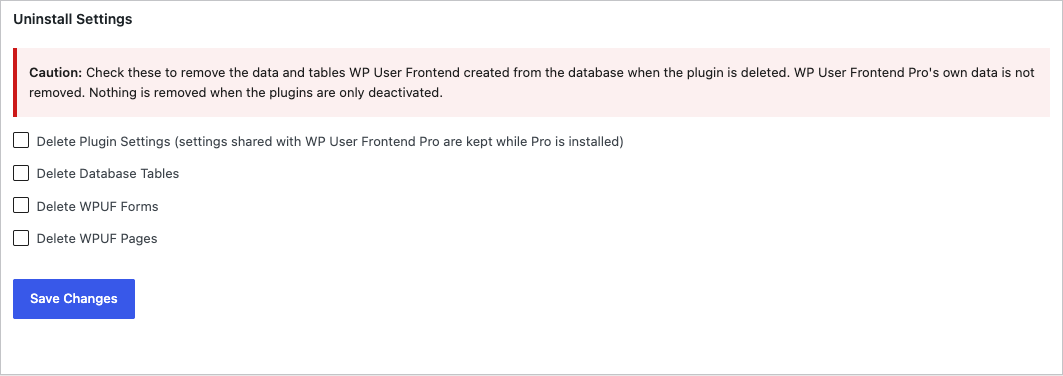 Uninstall Settings
Caution: Check these to remove the data and tables WP User Frontend created from the database when the plugin is deleted. WP User Frontend Pro's own data is not
removed. Nothing is removed when the plugins are only deactivated.
Delete Plugin Settings (settings shared with WP User Frontend Pro are kept while Pro is installed)
Delete Database Tables
Delete WPUF Forms
Delete WPUF Pages
Save Changes